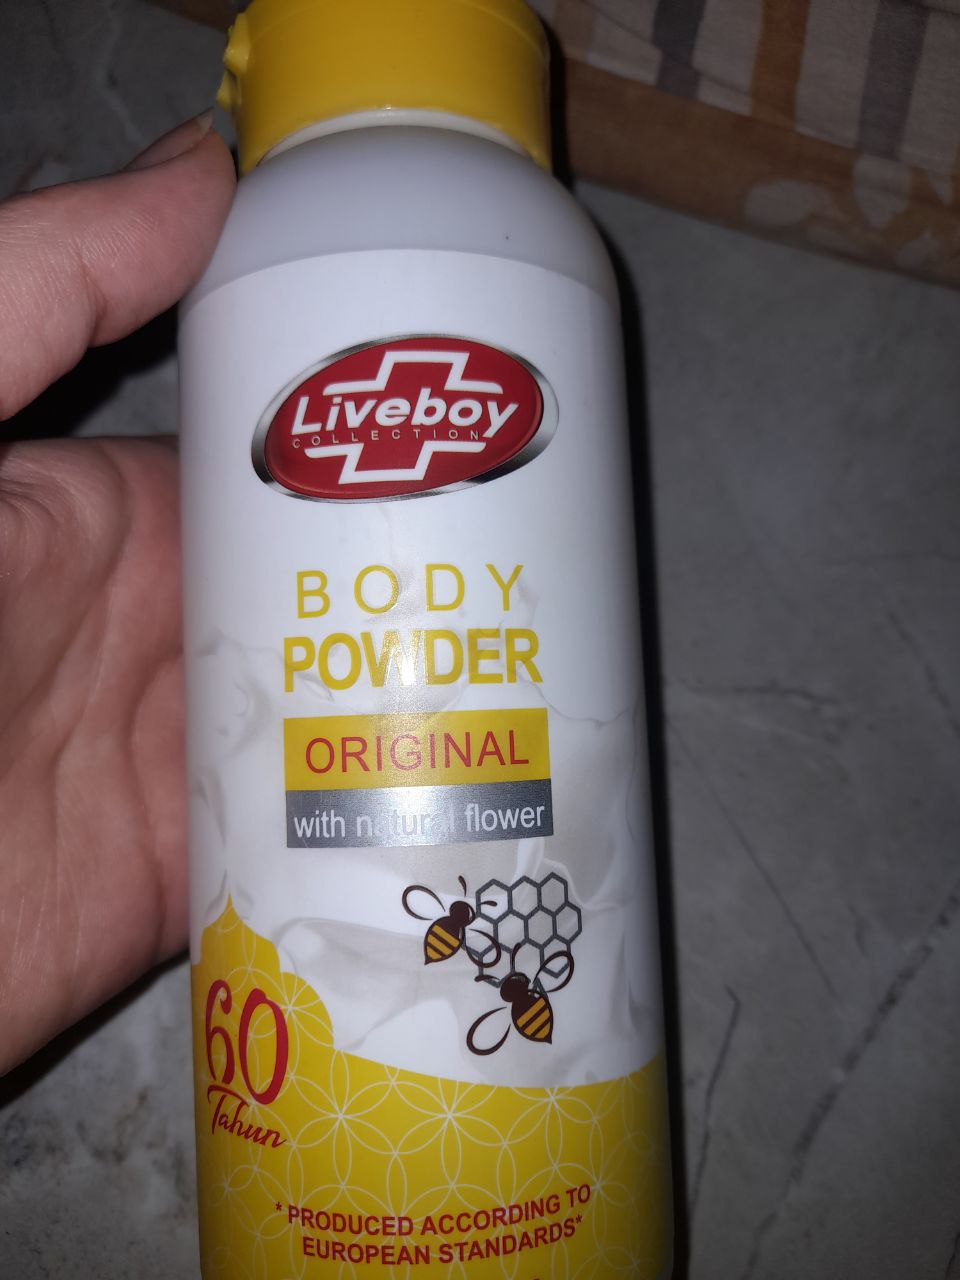 Liveboy
COLLECTION
BODY
POWDER
ORIGINAL
with natural flower
60
Tahun
*PRODUCED ACCORDING TO
EUROPEAN STANDARDS*